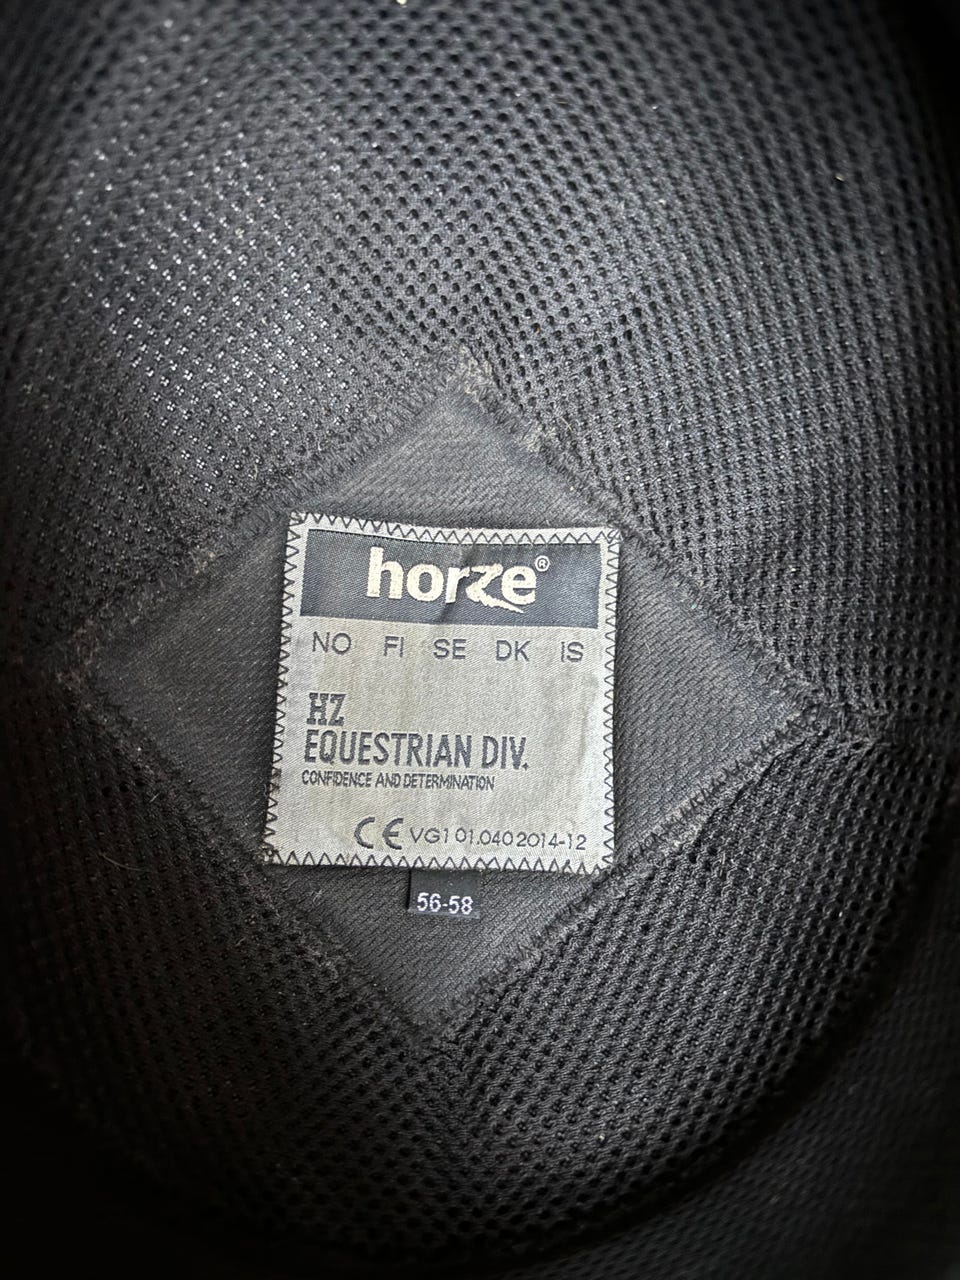 horze®
NO FI SE DK IS
HZ
EQUESTRIAN DIV.
CONFIDENCE AND DETERMINATION
CE VG1 01.040 2014-12
56-58